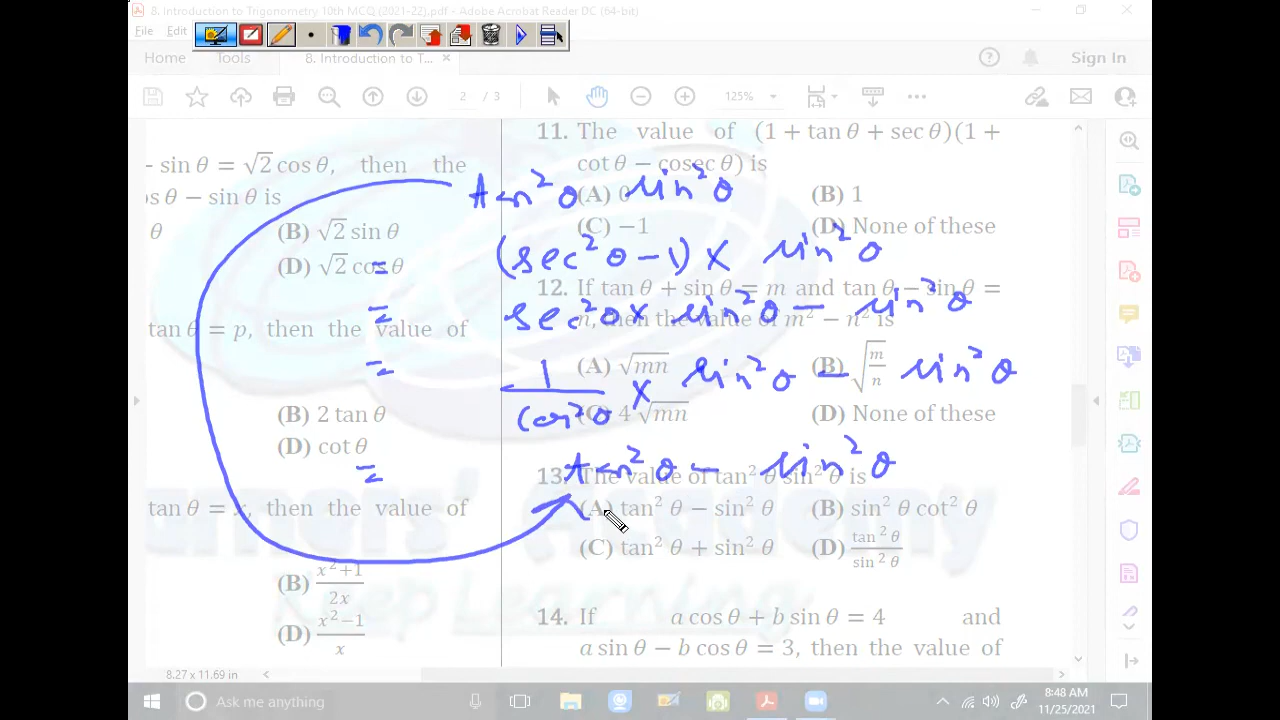 8. Introduction to Trigonometry 10th MCQ (2021-22).pdf - Adobe Acrobat Reader DC (64-bit)
File Edit
Home Tools 8. Introduction to T... × Sign In
2 / 3 125%
− sin θ = √2 cos θ, then the
os θ − sin θ is
θ (B) √2 sin θ
(D) √2 cos θ
tan θ = p, then the value of
(B) 2 tan θ
(D) cot θ
tan θ = x, then the value of
(B) x²+1/2x
(D) x²−1/x
11. The value of (1 + tan θ + sec θ)(1 +
cot θ − cosec θ) is
(A) 0 (B) 1
(C) −1 (D) None of these
12. If tan θ + sin θ = m and tan θ − sin θ =
n, then the value of m² − n² is
(A) √mn (B) √m/n
(C) 4√mn (D) None of these
13. The value of tan² θ sin² θ is
(A) tan² θ − sin² θ (B) sin² θ cot² θ
(C) tan² θ + sin² θ (D) tan² θ/sin² θ
14. If a cos θ + b sin θ = 4 and
a sin θ − b cos θ = 3, then the value of
tan²θ sin²θ
= (sec²θ − 1) × sin²θ
= sec²θ × sin²θ − sin²θ
= 1/cos²θ × sin²θ − sin²θ
= tan²θ − sin²θ
Academy
Keep Learning
8.27 x 11.69 in
Ask me anything
8:48 AM
11/25/2021